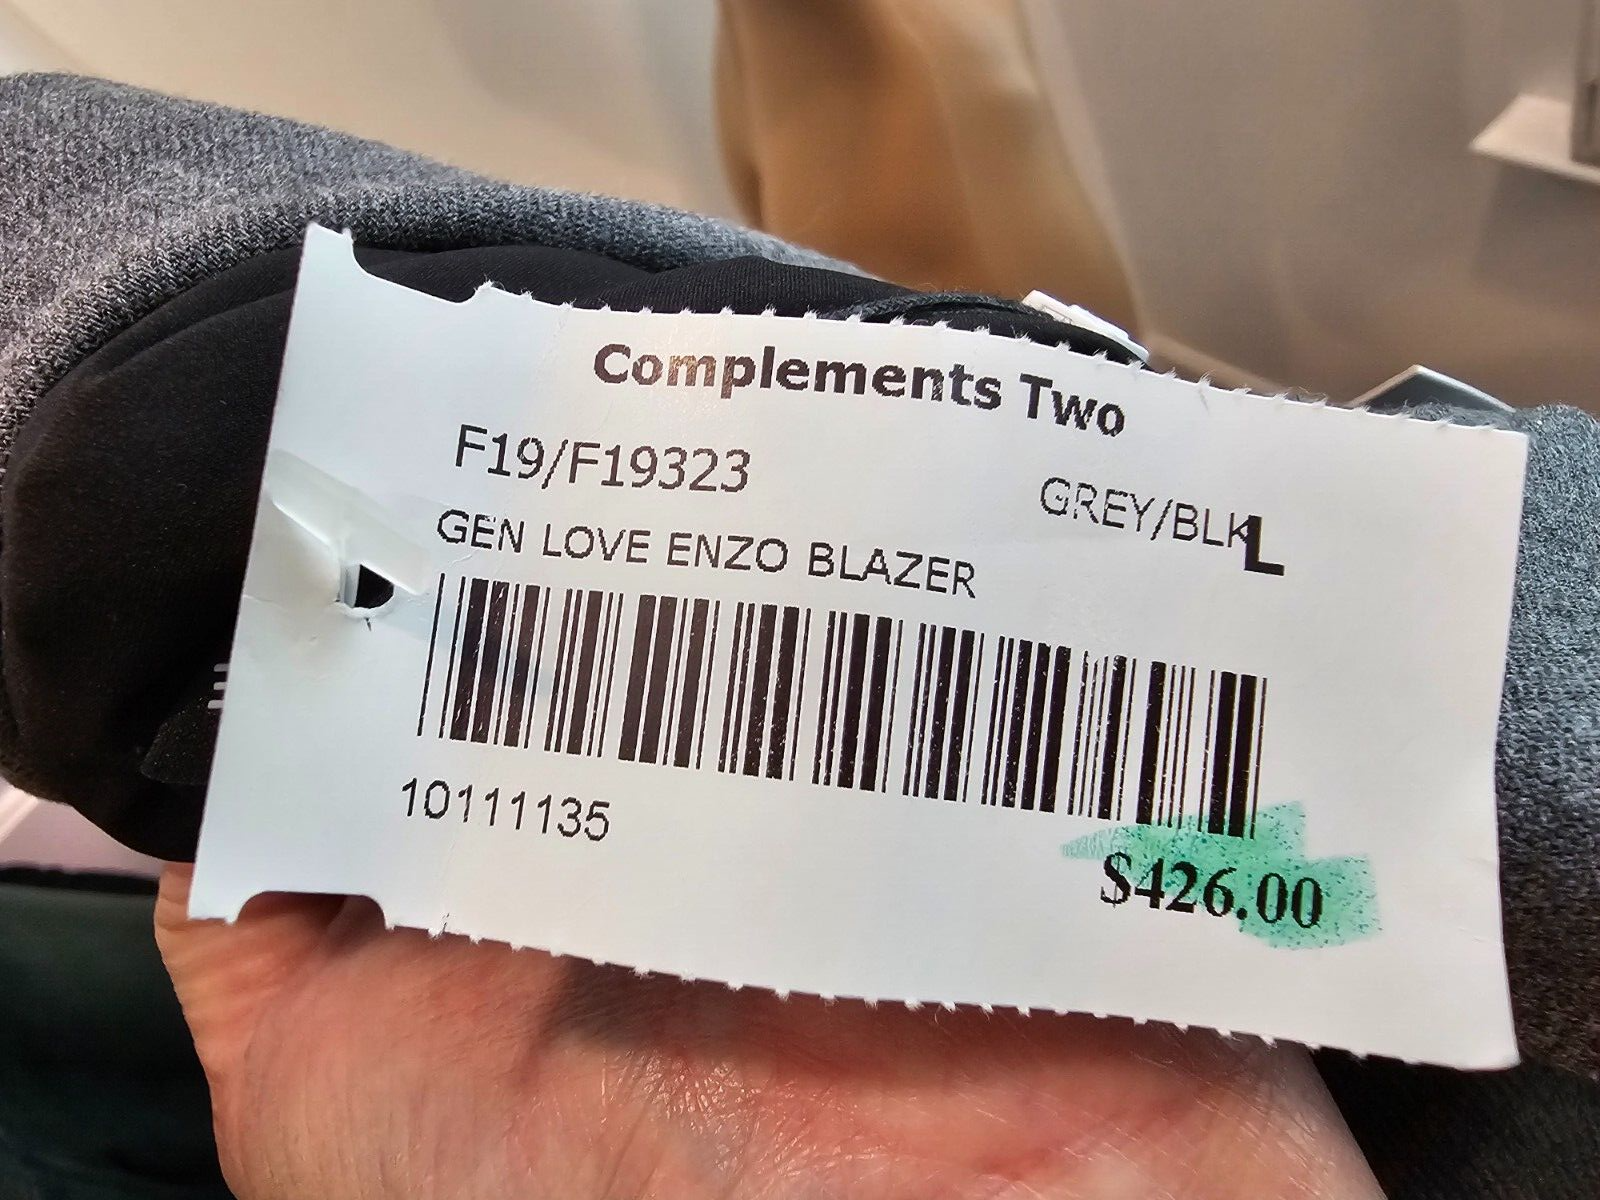 Complements Two
F19/F19323
GREY/BLK
L
GEN LOVE ENZO BLAZER
10111135
$426.00